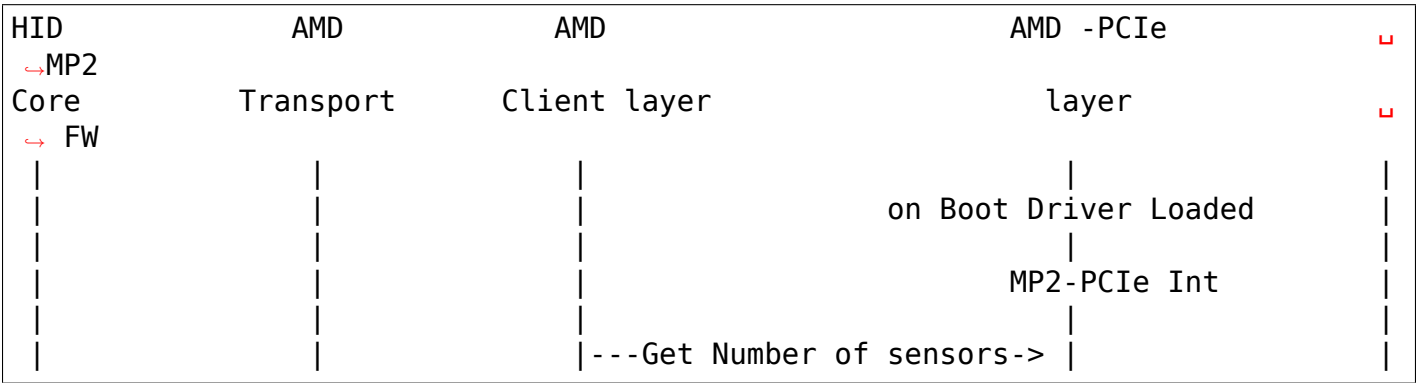 HID                AMD            AMD                       AMD -PCIe            ␣
↪MP2
Core         Transport      Client layer                   layer              ␣
↪ FW
 |                |              |                           |                 |
 |                |              |                 on Boot Driver Loaded       |
 |                |              |                           |                 |
 |                |              |                        MP2-PCIe Int         |
 |                |              |                           |                 |
 |                |              |---Get Number of sensors-> |                 |